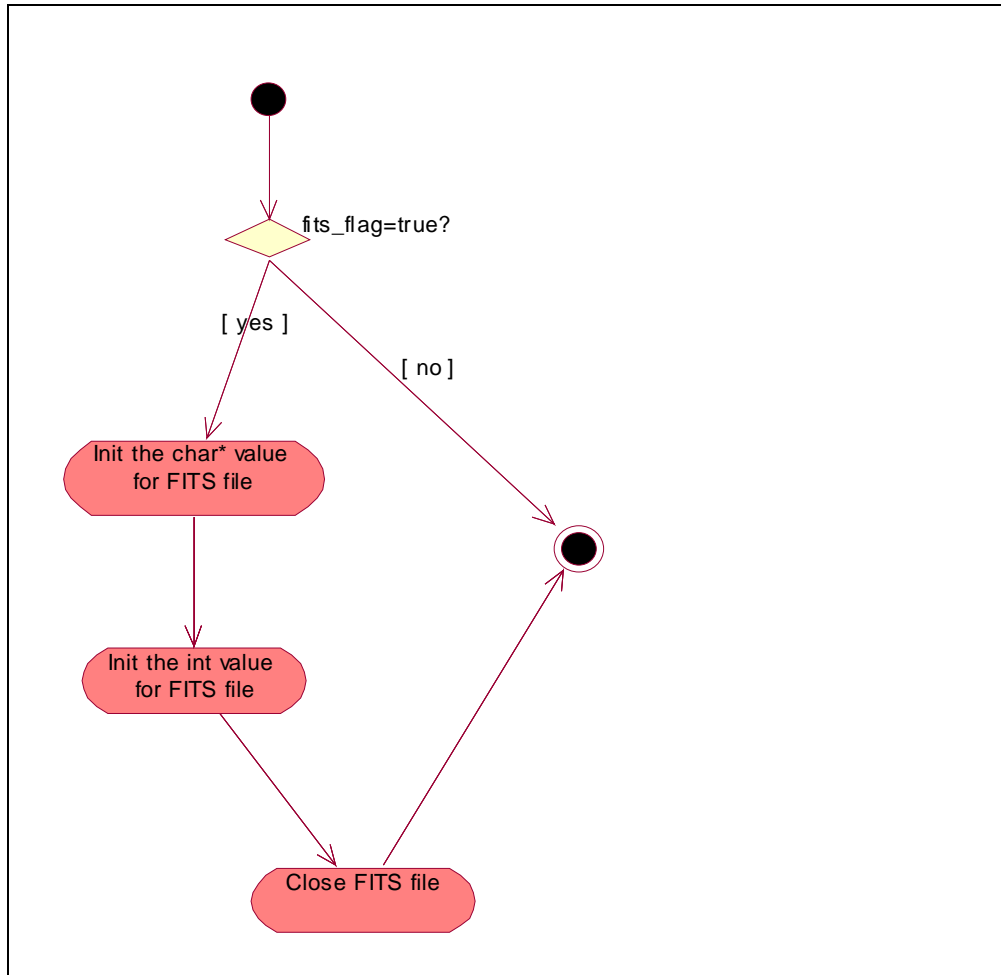 fits_flag=true?
[ yes ]
[ no ]
Init the char* value
for FITS file
Init the int value
for FITS file
Close FITS file